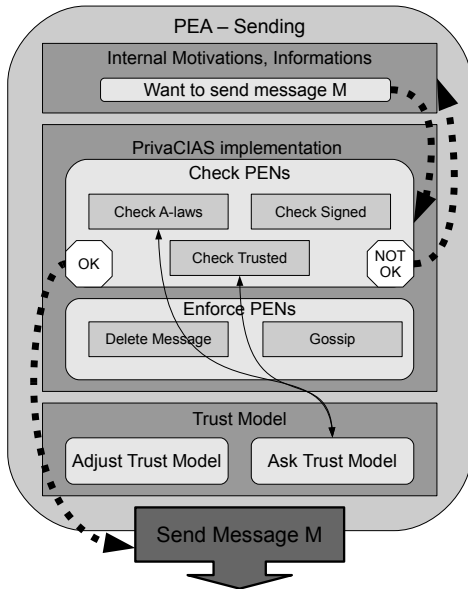 PEA – Sending
Internal Motivations, Informations
Want to send message M
PrivaCIAS implementation
Check PENs
Check A-laws
Check Signed
OK
Check Trusted
NOT
OK
Enforce PENs
Delete Message
Gossip
Trust Model
Adjust Trust Model
Ask Trust Model
Send Message M